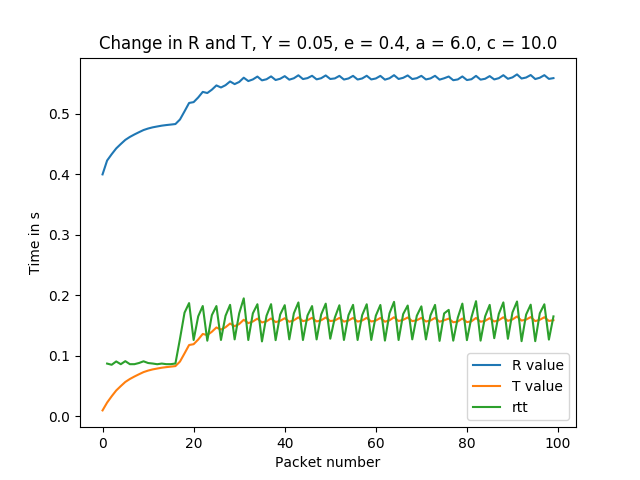 Change in R and T, Y = 0.05, e = 0.4, a = 6.0, c = 10.0
Time in s
0.5
0.4
0.3
0.2
0.1
0.0
R value
T value
rtt
0 20 40 60 80 100
Packet number